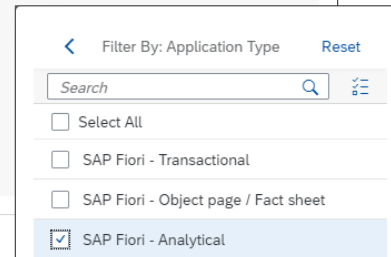 Filter By: Application Type Reset
Search
Select All
SAP Fiori - Transactional
SAP Fiori - Object page / Fact sheet
SAP Fiori - Analytical